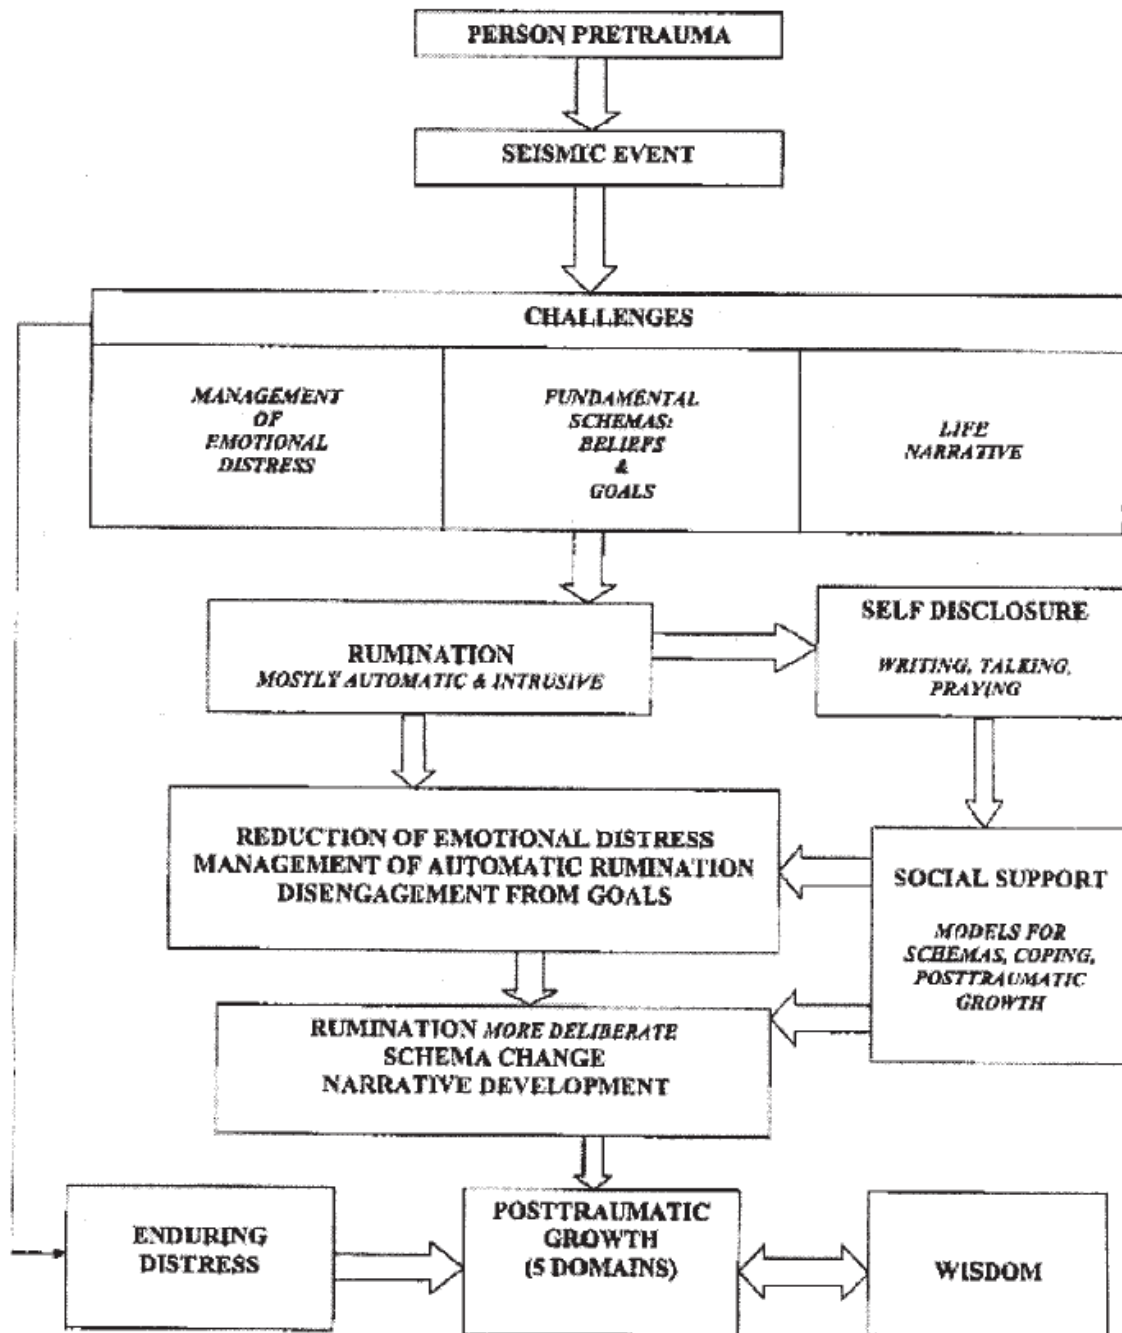 PERSON PRETRAUMA
SEISMIC EVENT
CHALLENGES
MANAGEMENT
OF
EMOTIONAL
DISTRESS
FUNDAMENTAL
SCHEMAS:
BELIEFS
&
GOALS
LIFE
NARRATIVE
RUMINATION
MOSTLY AUTOMATIC & INTRUSIVE
SELF DISCLOSURE
WRITING, TALKING,
PRAYING
REDUCTION OF EMOTIONAL DISTRESS
MANAGEMENT OF AUTOMATIC RUMINATION
DISENGAGEMENT FROM GOALS
SOCIAL SUPPORT
MODELS FOR
SCHEMAS, COPING,
POSTTRAUMATIC
GROWTH
RUMINATION MORE DELIBERATE
SCHEMA CHANGE
NARRATIVE DEVELOPMENT
ENDURING
DISTRESS
POSTTRAUMATIC
GROWTH
(5 DOMAINS)
WISDOM